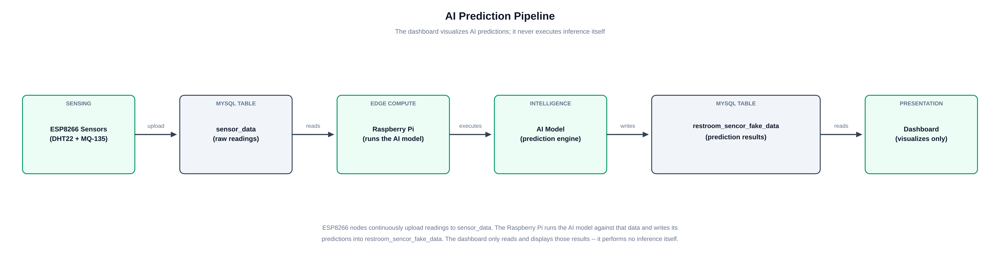 AI Prediction Pipeline
The dashboard visualizes AI predictions; it never executes inference itself
SENSING
ESP8266 Sensors
(DHT22 + MQ-135)
upload
MYSQL TABLE
sensor_data
(raw readings)
reads
EDGE COMPUTE
Raspberry Pi
(runs the AI model)
executes
INTELLIGENCE
AI Model
(prediction engine)
writes
MYSQL TABLE
restroom_sencor_fake_data
(prediction results)
reads
PRESENTATION
Dashboard
(visualizes only)
ESP8266 nodes continuously upload readings to sensor_data. The Raspberry Pi runs the AI model against that data and writes its
predictions into restroom_sencor_fake_data. The dashboard only reads and displays those results -- it performs no inference itself.